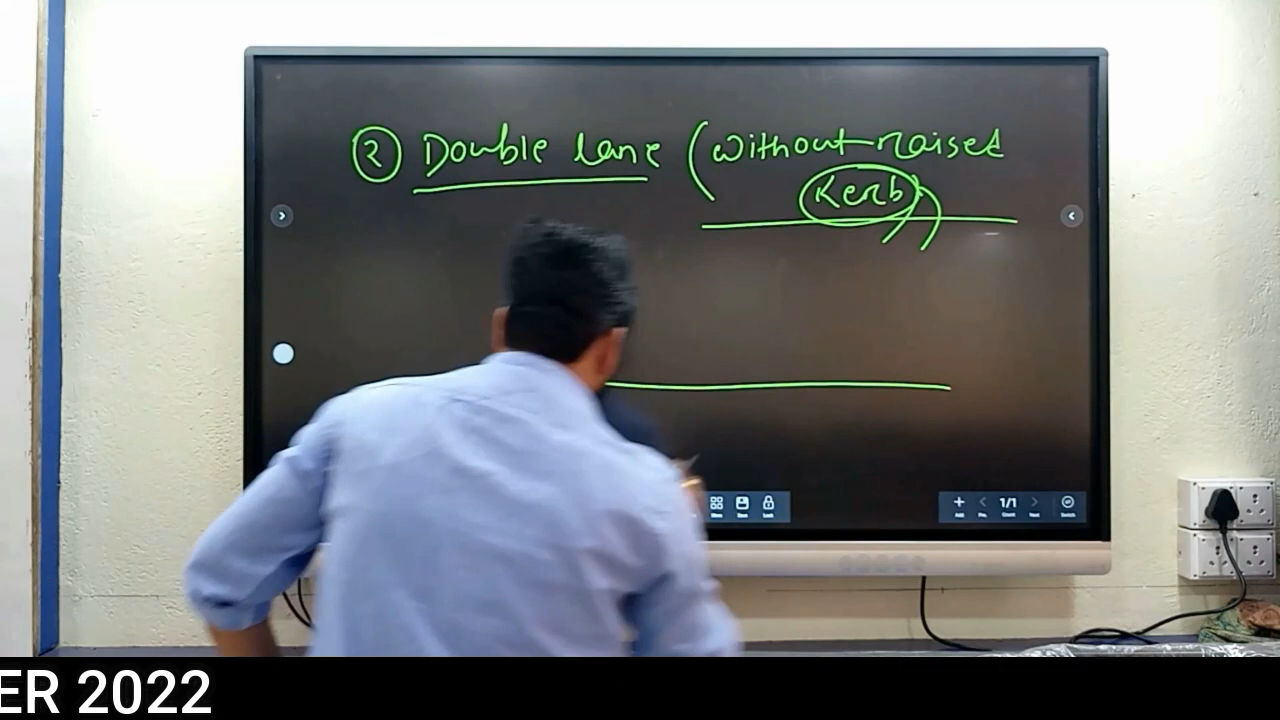 ② Double lane (without raised
Kerb)
1/1
ER 2022